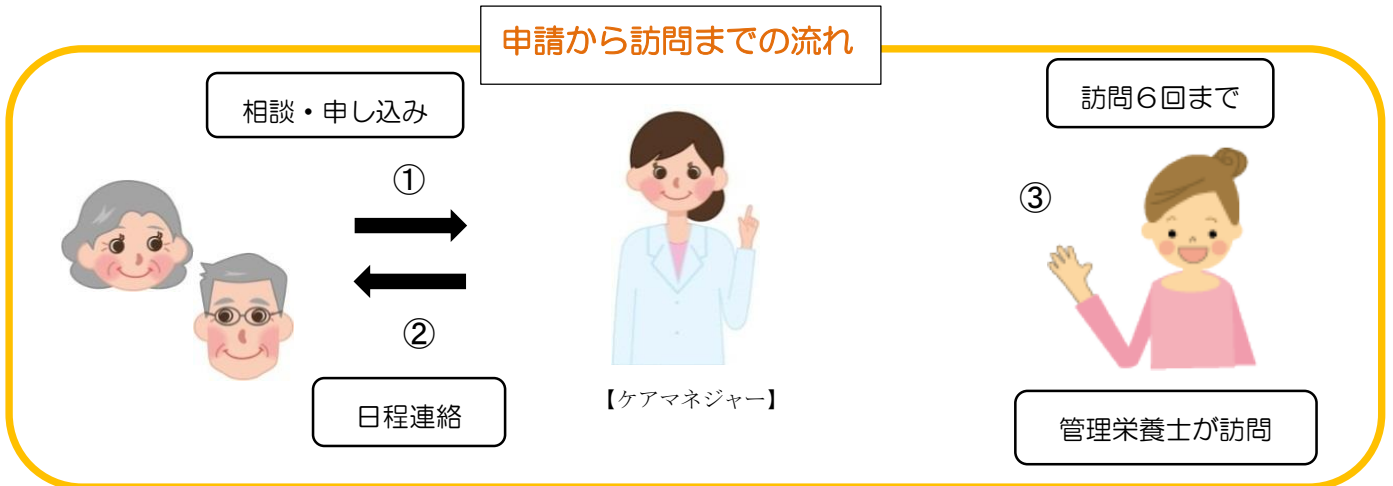 申請から訪問までの流れ
相談・申し込み
①
②
日程連絡
【ケアマネジャー】
訪問６回まで
③
管理栄養士が訪問